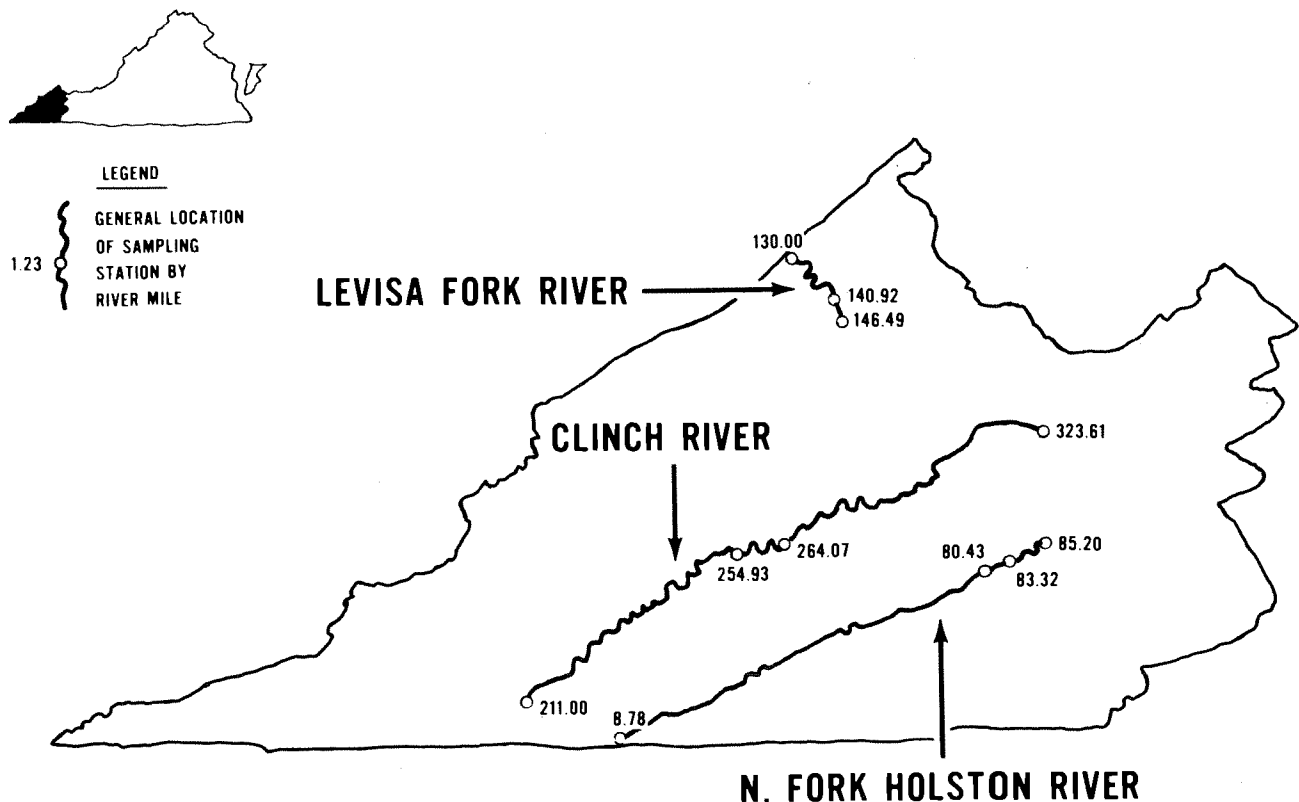 LEGEND
GENERAL LOCATION
OF SAMPLING
1.23
STATION BY
RIVER MILE
130.00
LEVISA FORK RIVER
140.92
146.49
CLINCH RIVER
323.61
254.93
264.07
80.43
85.20
83.32
211.00
8.78
N. FORK HOLSTON RIVER